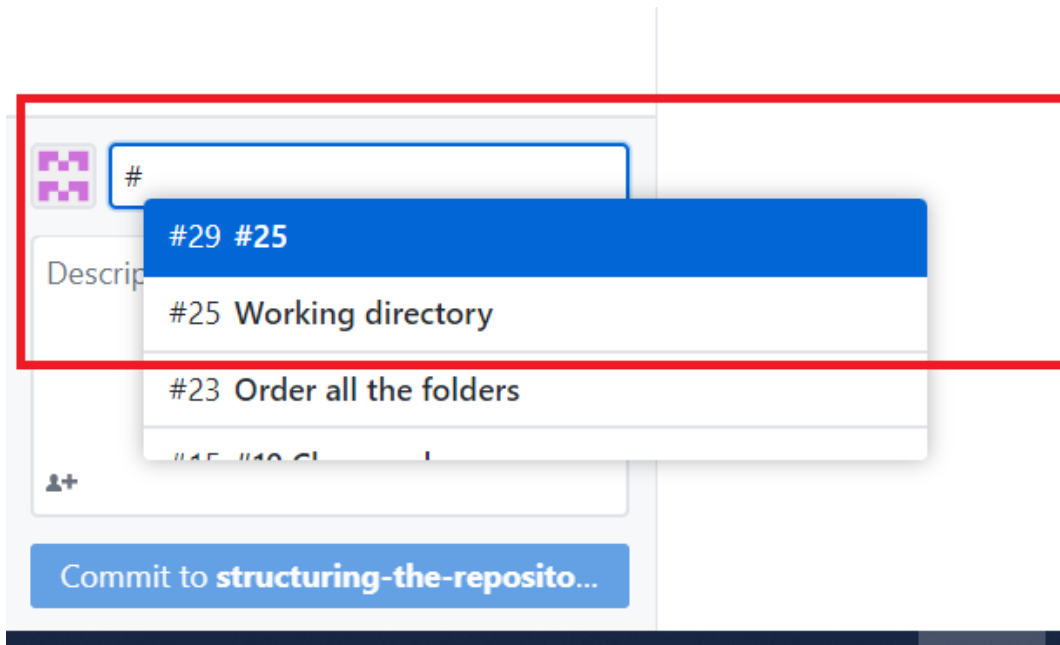 #
#29 #25
Descrip
#25 Working directory
#23 Order all the folders
Commit to structuring-the-reposito...